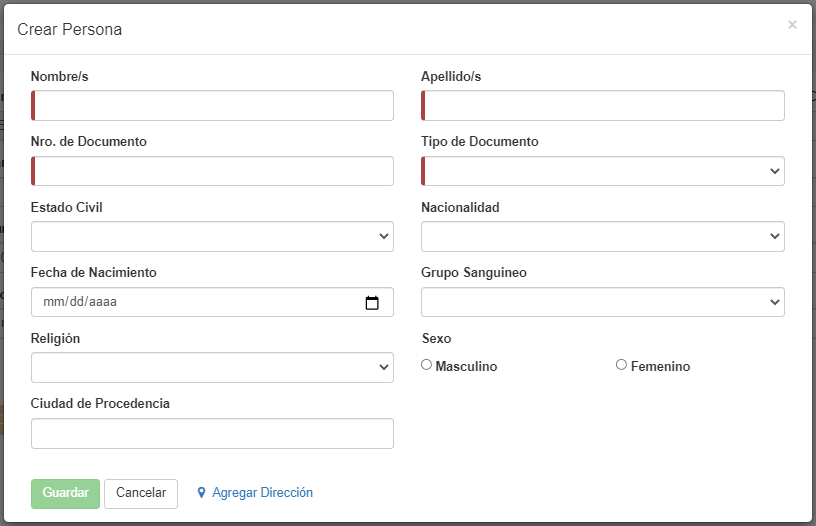 Crear Persona ×
Nombre/s Apellido/s
Nro. de Documento Tipo de Documento
Estado Civil Nacionalidad
Fecha de Nacimiento Grupo Sanguineo
mm/dd/aaaa
Religión Sexo
Masculino Femenino
Ciudad de Procedencia
Guardar Cancelar Agregar Dirección